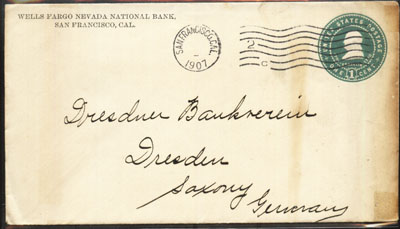 WELLS FARGO NEVADA NATIONAL BANK,
SAN FRANCISCO, CAL.
SAN FRANCISCO, CAL.
1907
2
C
UNITED STATES POSTAGE
ONE 1 CENT
Dresdner Bankverein
Dresden
Saxony
Germany